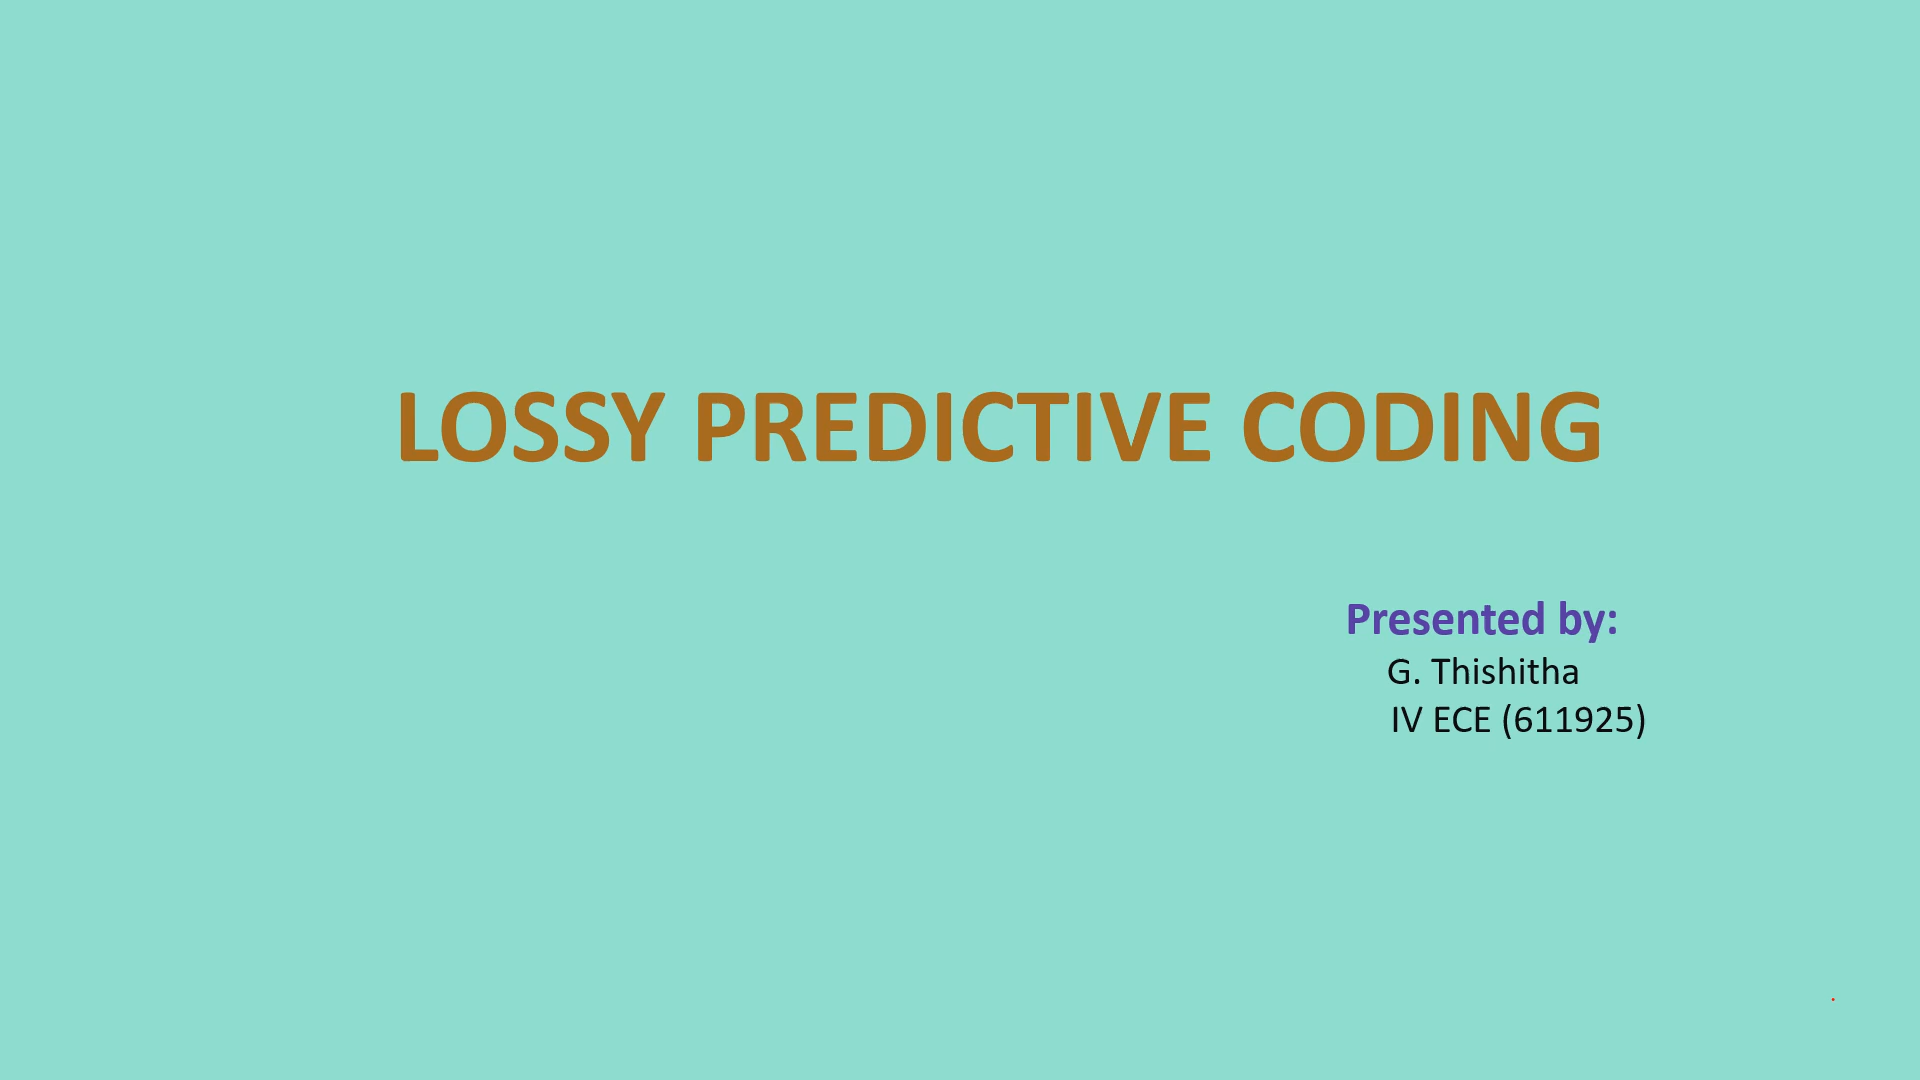 LOSSY PREDICTIVE CODING
Presented by:
G. Thishitha
IV ECE (611925)